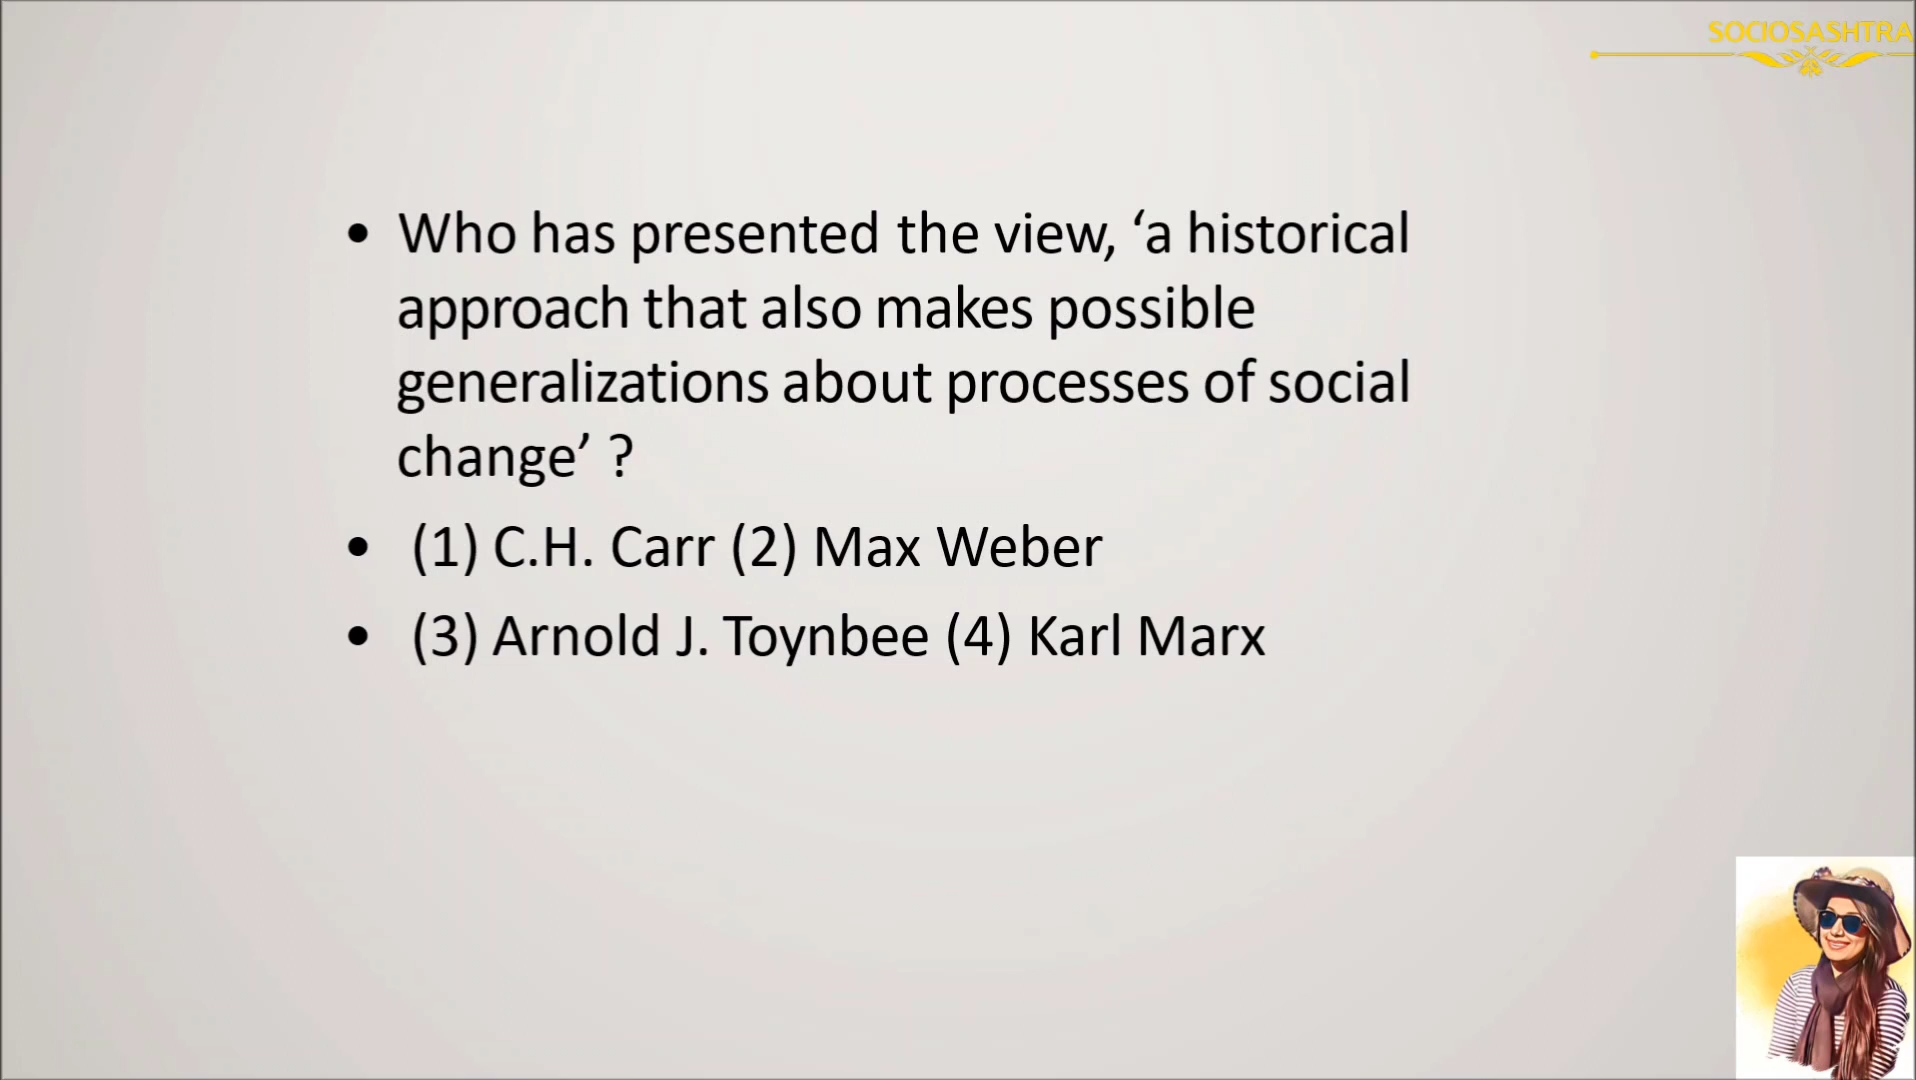 SOCIOSASHTRA
• Who has presented the view, ‘a historical
approach that also makes possible
generalizations about processes of social
change’ ?
• (1) C.H. Carr (2) Max Weber
• (3) Arnold J. Toynbee (4) Karl Marx